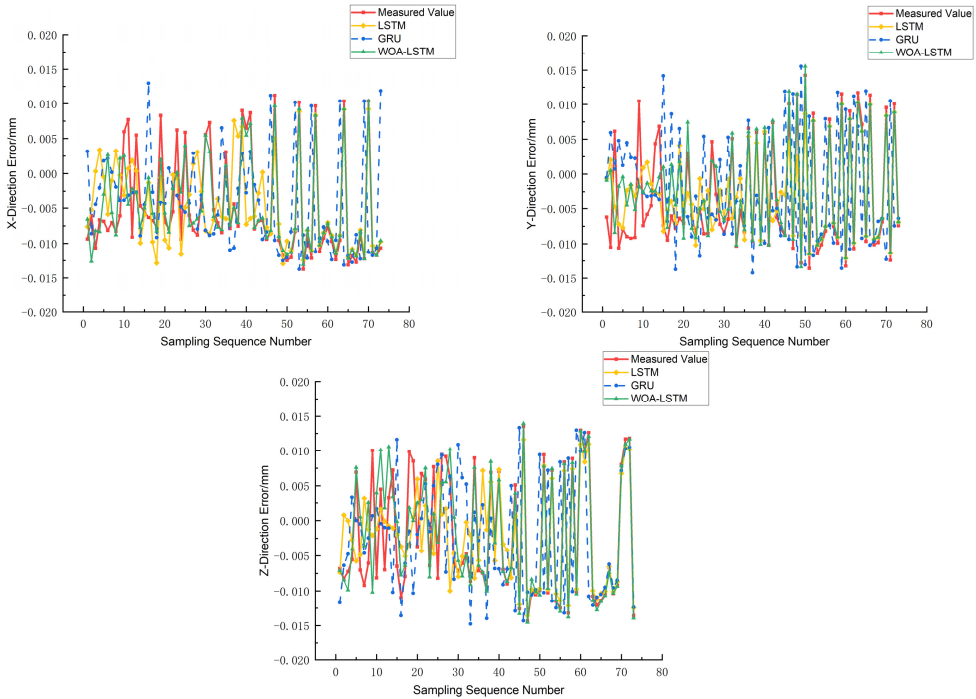 Measured Value
LSTM
GRU
WOA-LSTM
0.020
0.015
0.010
0.005
0.000
-0.005
-0.010
-0.015
-0.020
X-Direction Error/mm
0 10 20 30 40 50 60 70 80
Sampling Sequence Number
Measured Value
LSTM
GRU
WOA-LSTM
0.020
0.015
0.010
0.005
0.000
-0.005
-0.010
-0.015
-0.020
Y-Direction Error/mm
0 10 20 30 40 50 60 70 80
Sampling Sequence Number
Measured Value
LSTM
GRU
WOA-LSTM
0.020
0.015
0.010
0.005
0.000
-0.005
-0.010
-0.015
-0.020
Z-Direction Error/mm
0 10 20 30 40 50 60 70 80
Sampling Sequence Number